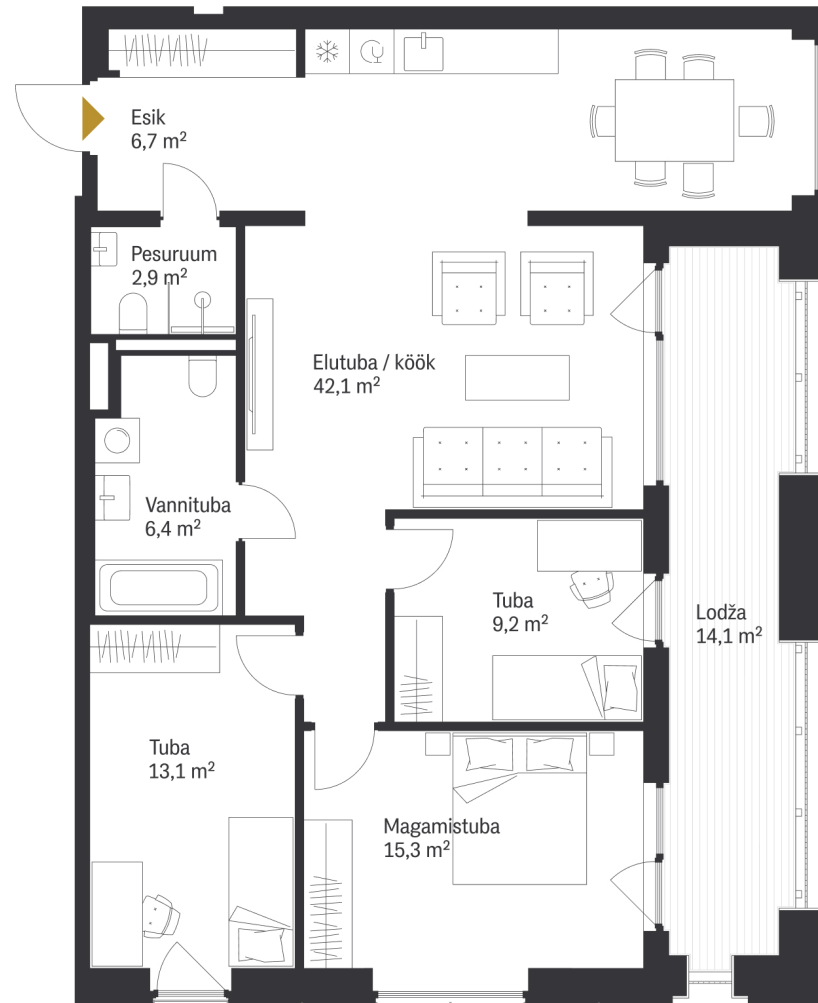 Esik
6,7 m²
Pesuruum
2,9 m²
Elutuba / köök
42,1 m²
Vannituba
6,4 m²
Tuba
9,2 m²
Lodža
14,1 m²
Tuba
13,1 m²
Magamistuba
15,3 m²